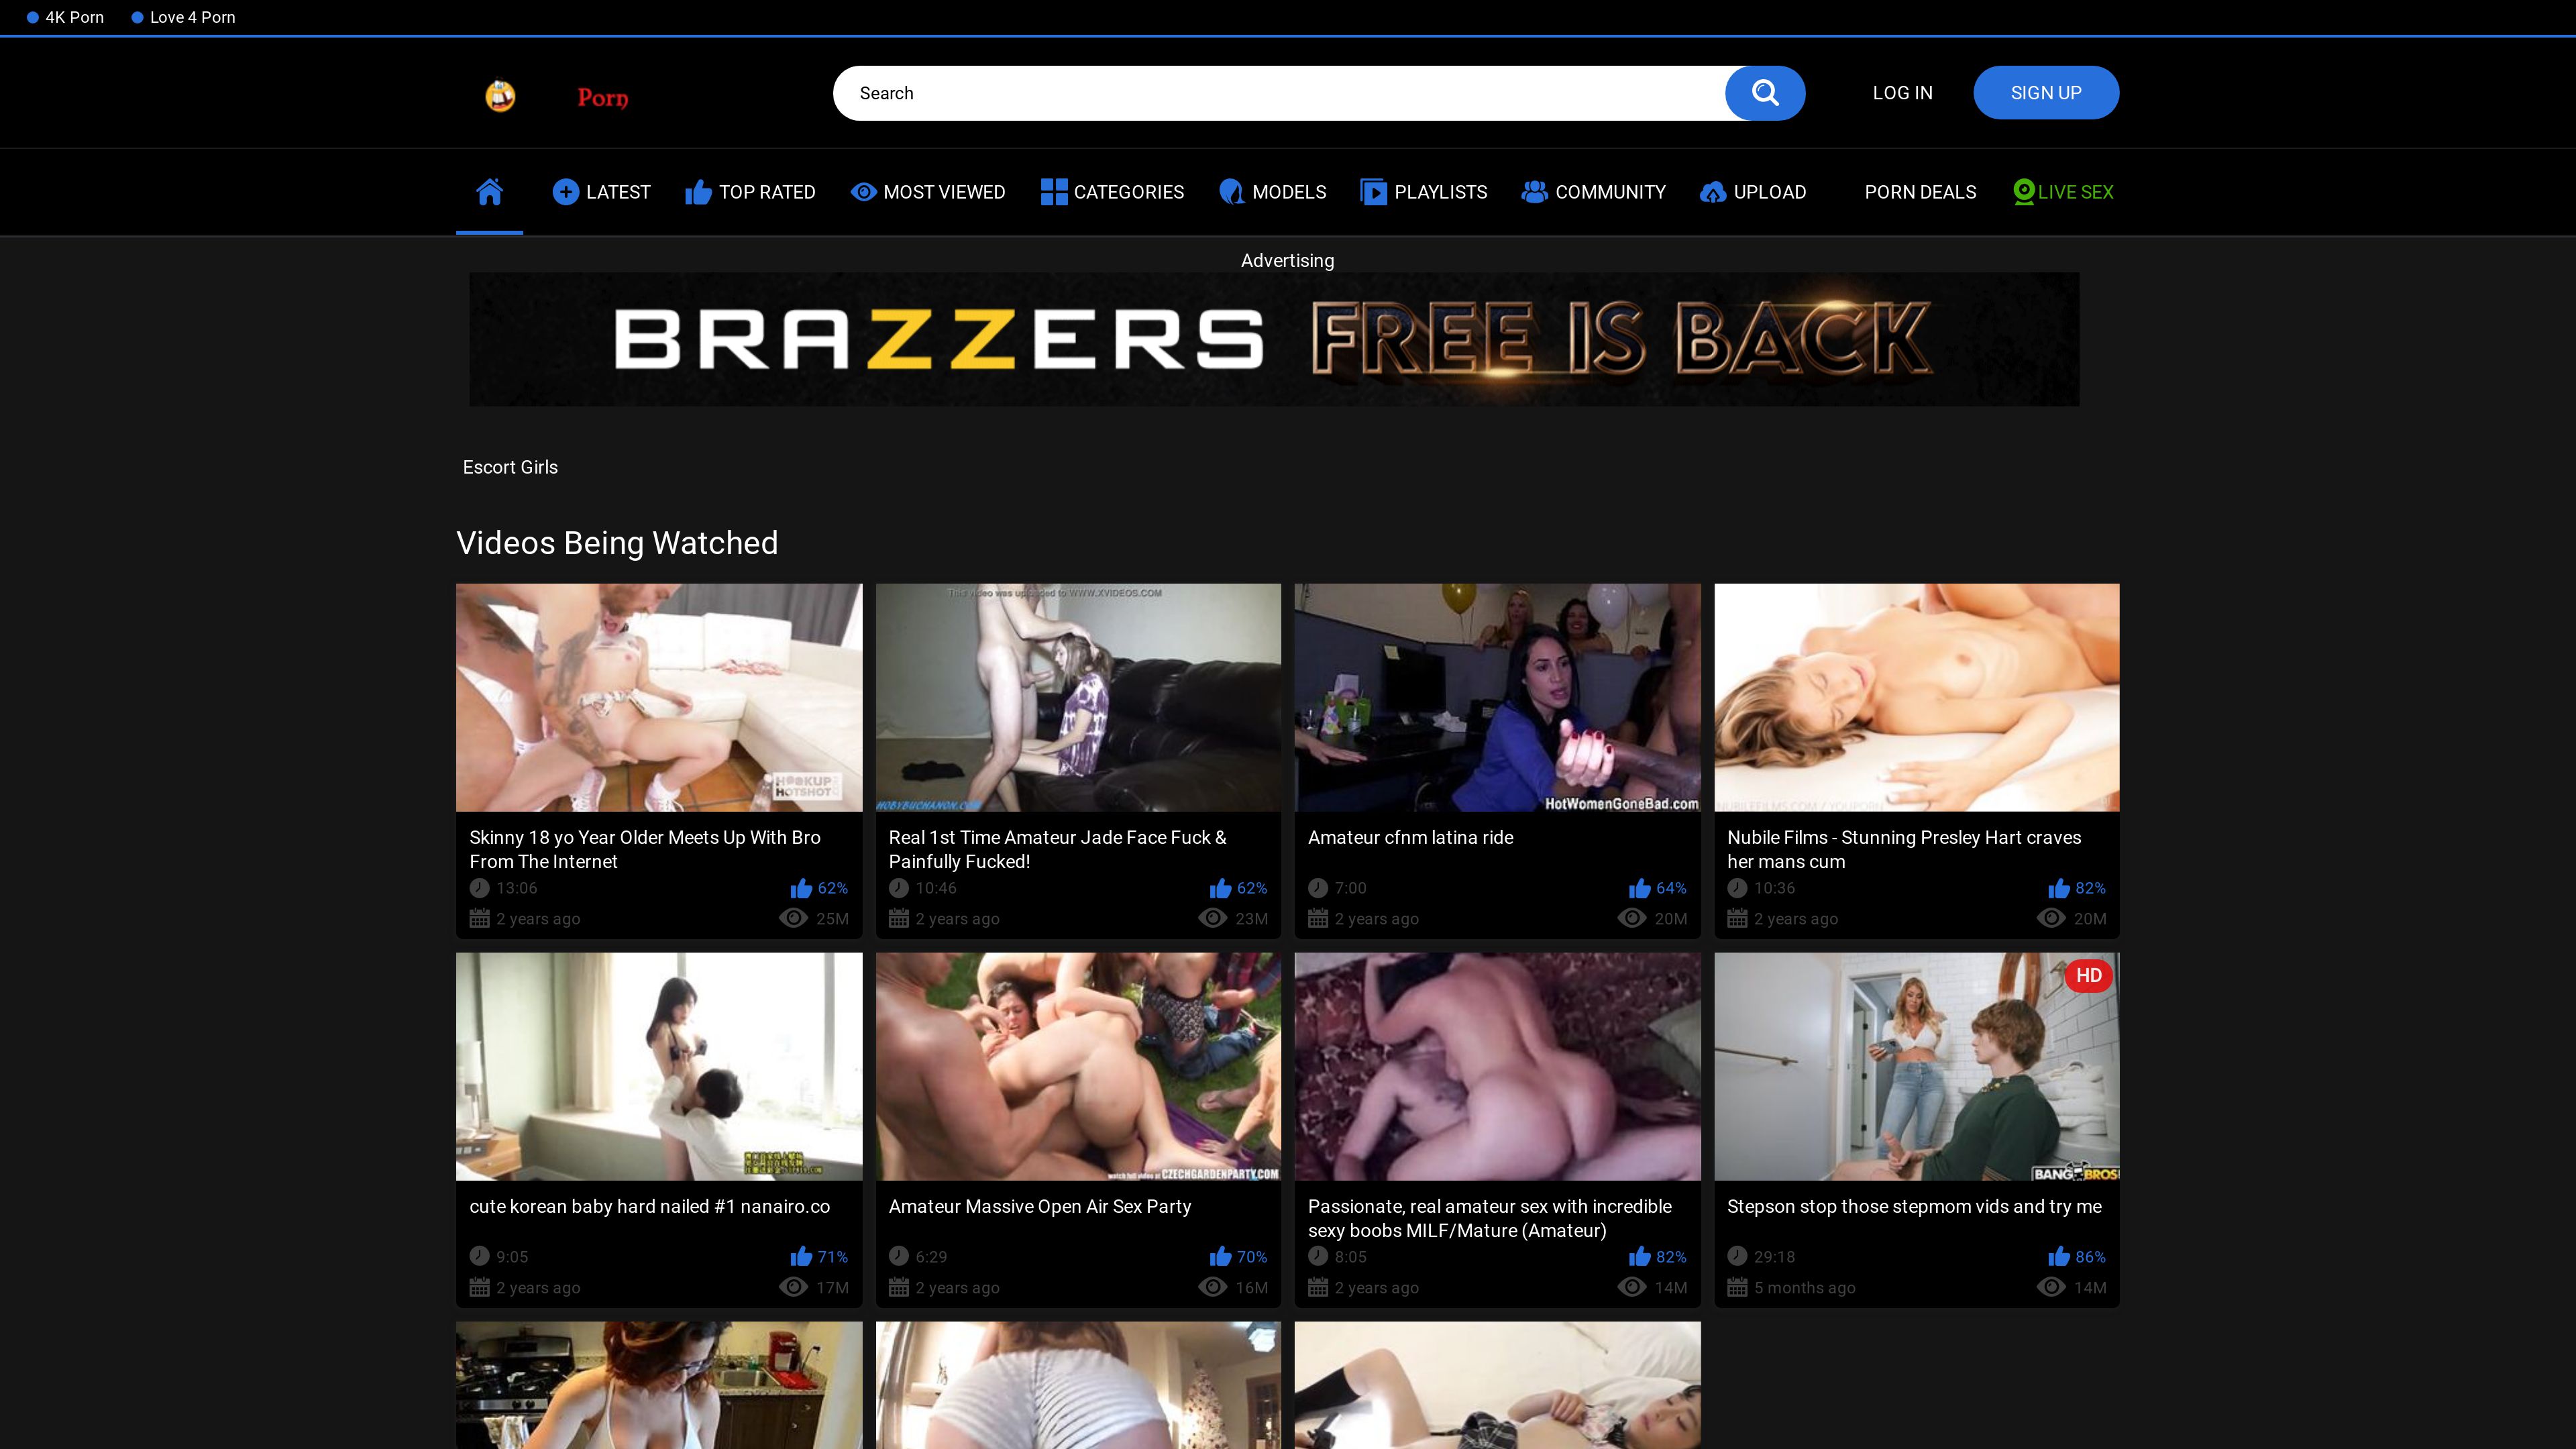 4K Porn
Love 4 Porn
Porn
Search
LOG IN
SIGN UP
LATEST
TOP RATED
MOST VIEWED
CATEGORIES
MODELS
PLAYLISTS
COMMUNITY
UPLOAD
PORN DEALS
LIVE SEX
Advertising
BRAZZERS FREE IS BACK
Escort Girls
Videos Being Watched
HOOKUP
HOTSHOT
Skinny 18 yo Year Older Meets Up With Bro
From The Internet
13:06
62%
2 years ago
25M
This video was uploaded to WWW.XVIDEOS.COM
Real 1st Time Amateur Jade Face Fuck &
Painfully Fucked!
10:46
62%
2 years ago
23M
HotWomenGoneBad.com
Amateur cfnm latina ride
7:00
64%
2 years ago
20M
NUBILEFILMS.COM / YOUPORN
Nubile Films - Stunning Presley Hart craves
her mans cum
10:36
82%
2 years ago
20M
cute korean baby hard nailed #1 nanairo.co
9:05
71%
2 years ago
17M
watch full video at CZECHGARDENPARTY.COM
Amateur Massive Open Air Sex Party
6:29
70%
2 years ago
16M
Passionate, real amateur sex with incredible
sexy boobs MILF/Mature (Amateur)
8:05
82%
2 years ago
14M
HD
BANG BROS
Stepson stop those stepmom vids and try me
29:18
86%
5 months ago
14M